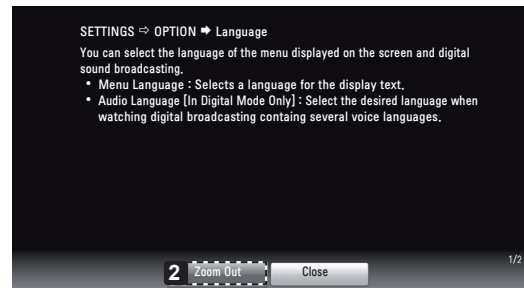 SETTINGS ⇨ OPTION ➡ Language
You can select the language of the menu displayed on the screen and digital
sound broadcasting.
• Menu Language : Selects a language for the display text.
• Audio Language [In Digital Mode Only] : Select the desired language when
watching digital broadcasting containg several voice languages.
1/2
2 Zoom Out Close